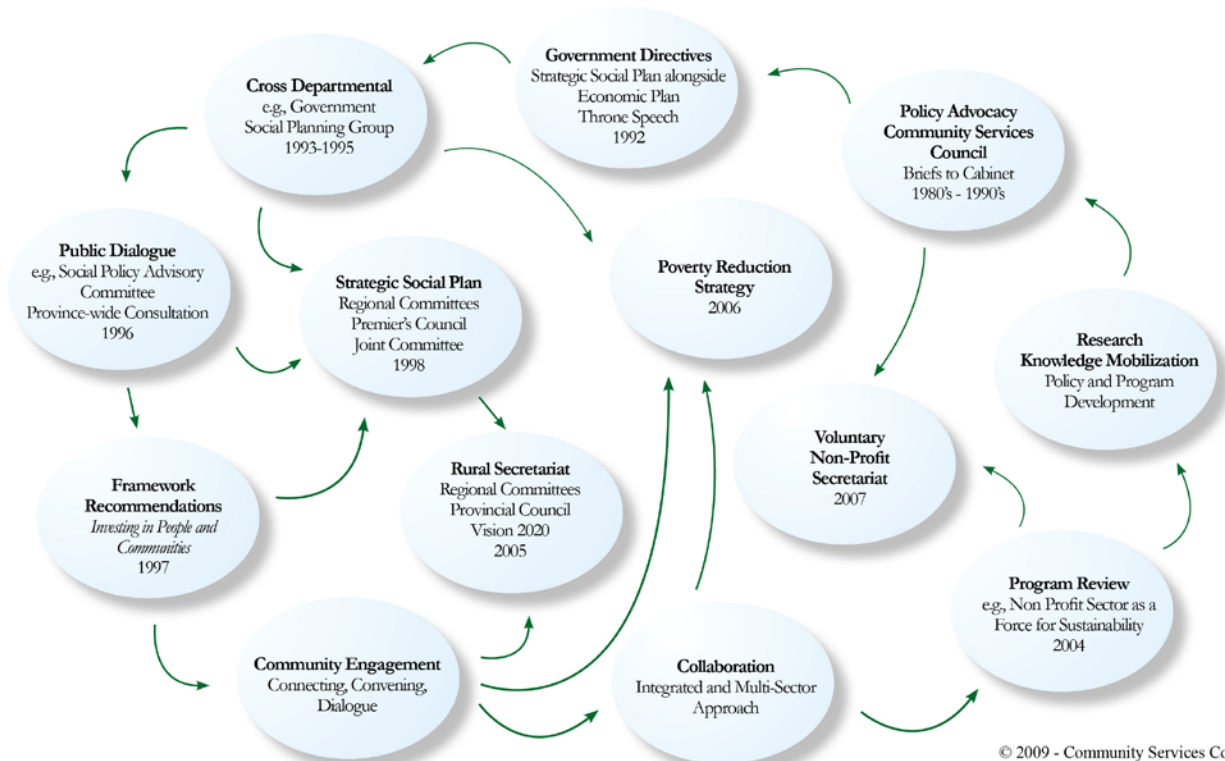 Government Directives
Strategic Social Plan alongside
Economic Plan
Throne Speech
1992
Cross Departmental
e.g., Government
Social Planning Group
1993-1995
Policy Advocacy
Community Services
Council
Briefs to Cabinet
1980's - 1990's
Public Dialogue
e.g., Social Policy Advisory
Committee
Province-wide Consultation
1996
Strategic Social Plan
Regional Committees
Premier's Council
Joint Committee
1998
Poverty Reduction
Strategy
2006
Research
Knowledge Mobilization
Policy and Program
Development
Framework
Recommendations
Investing in People and
Communities
1997
Rural Secretariat
Regional Committees
Provincial Council
Vision 2020
2005
Voluntary
Non-Profit
Secretariat
2007
Program Review
e.g., Non Profit Sector as a
Force for Sustainability
2004
Community Engagement
Connecting, Convening,
Dialogue
Collaboration
Integrated and Multi-Sector
Approach
© 2009 - Community Services Co